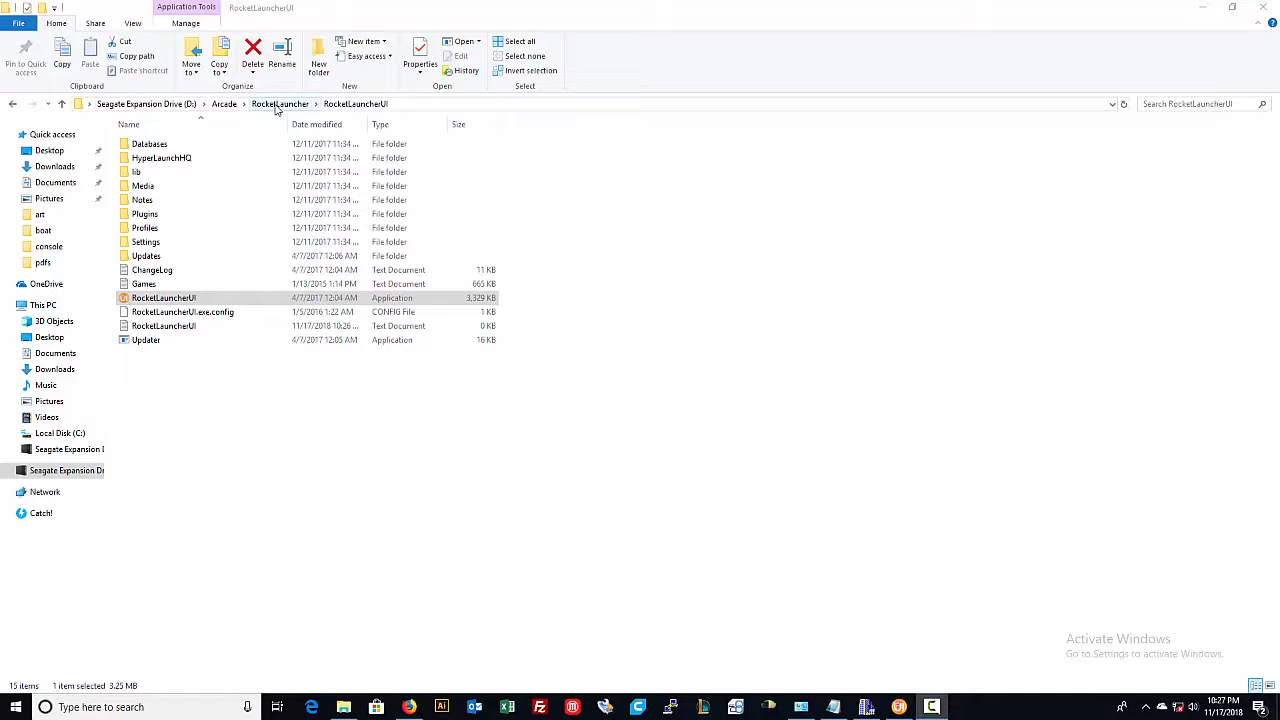 Application Tools RocketLauncherUI
File Home Share View Manage
Pin to Quick access Copy Paste Cut Copy path Paste shortcut Move to Copy to Delete Rename New folder New item Easy access Properties Open Edit History Select all Select none Invert selection
Clipboard Organize New Open Select
Seagate Expansion Drive (D:) Arcade RocketLauncher RocketLauncherUI Search RocketLauncherUI
Name Date modified Type Size
Quick access
Desktop
Downloads
Documents
Pictures
art
boat
console
pdfs
OneDrive
This PC
3D Objects
Desktop
Documents
Downloads
Music
Pictures
Videos
Local Disk (C:)
Seagate Expansion D
Seagate Expansion Dr
Network
Catch!
Databases 12/11/2017 11:34 ... File folder
HyperLaunchHQ 12/11/2017 11:34 ... File folder
lib 12/11/2017 11:34 ... File folder
Media 12/11/2017 11:34 ... File folder
Notes 12/11/2017 11:34 ... File folder
Plugins 12/11/2017 11:34 ... File folder
Profiles 12/11/2017 11:34 ... File folder
Settings 12/11/2017 11:34 ... File folder
Updates 4/7/2017 12:06 AM File folder
ChangeLog 4/7/2017 12:04 AM Text Document 11 KB
Games 1/13/2015 1:14 PM Text Document 665 KB
RocketLauncherUI 4/7/2017 12:04 AM Application 3,329 KB
RocketLauncherUI.exe.config 1/5/2016 1:22 AM CONFIG File 1 KB
RocketLauncherUI 11/17/2018 10:26 ... Text Document 0 KB
Updater 4/7/2017 12:05 AM Application 16 KB
Activate Windows
Go to Settings to activate Windows.
15 items 1 item selected 3.25 MB
Type here to search
10:27 PM
11/17/2018